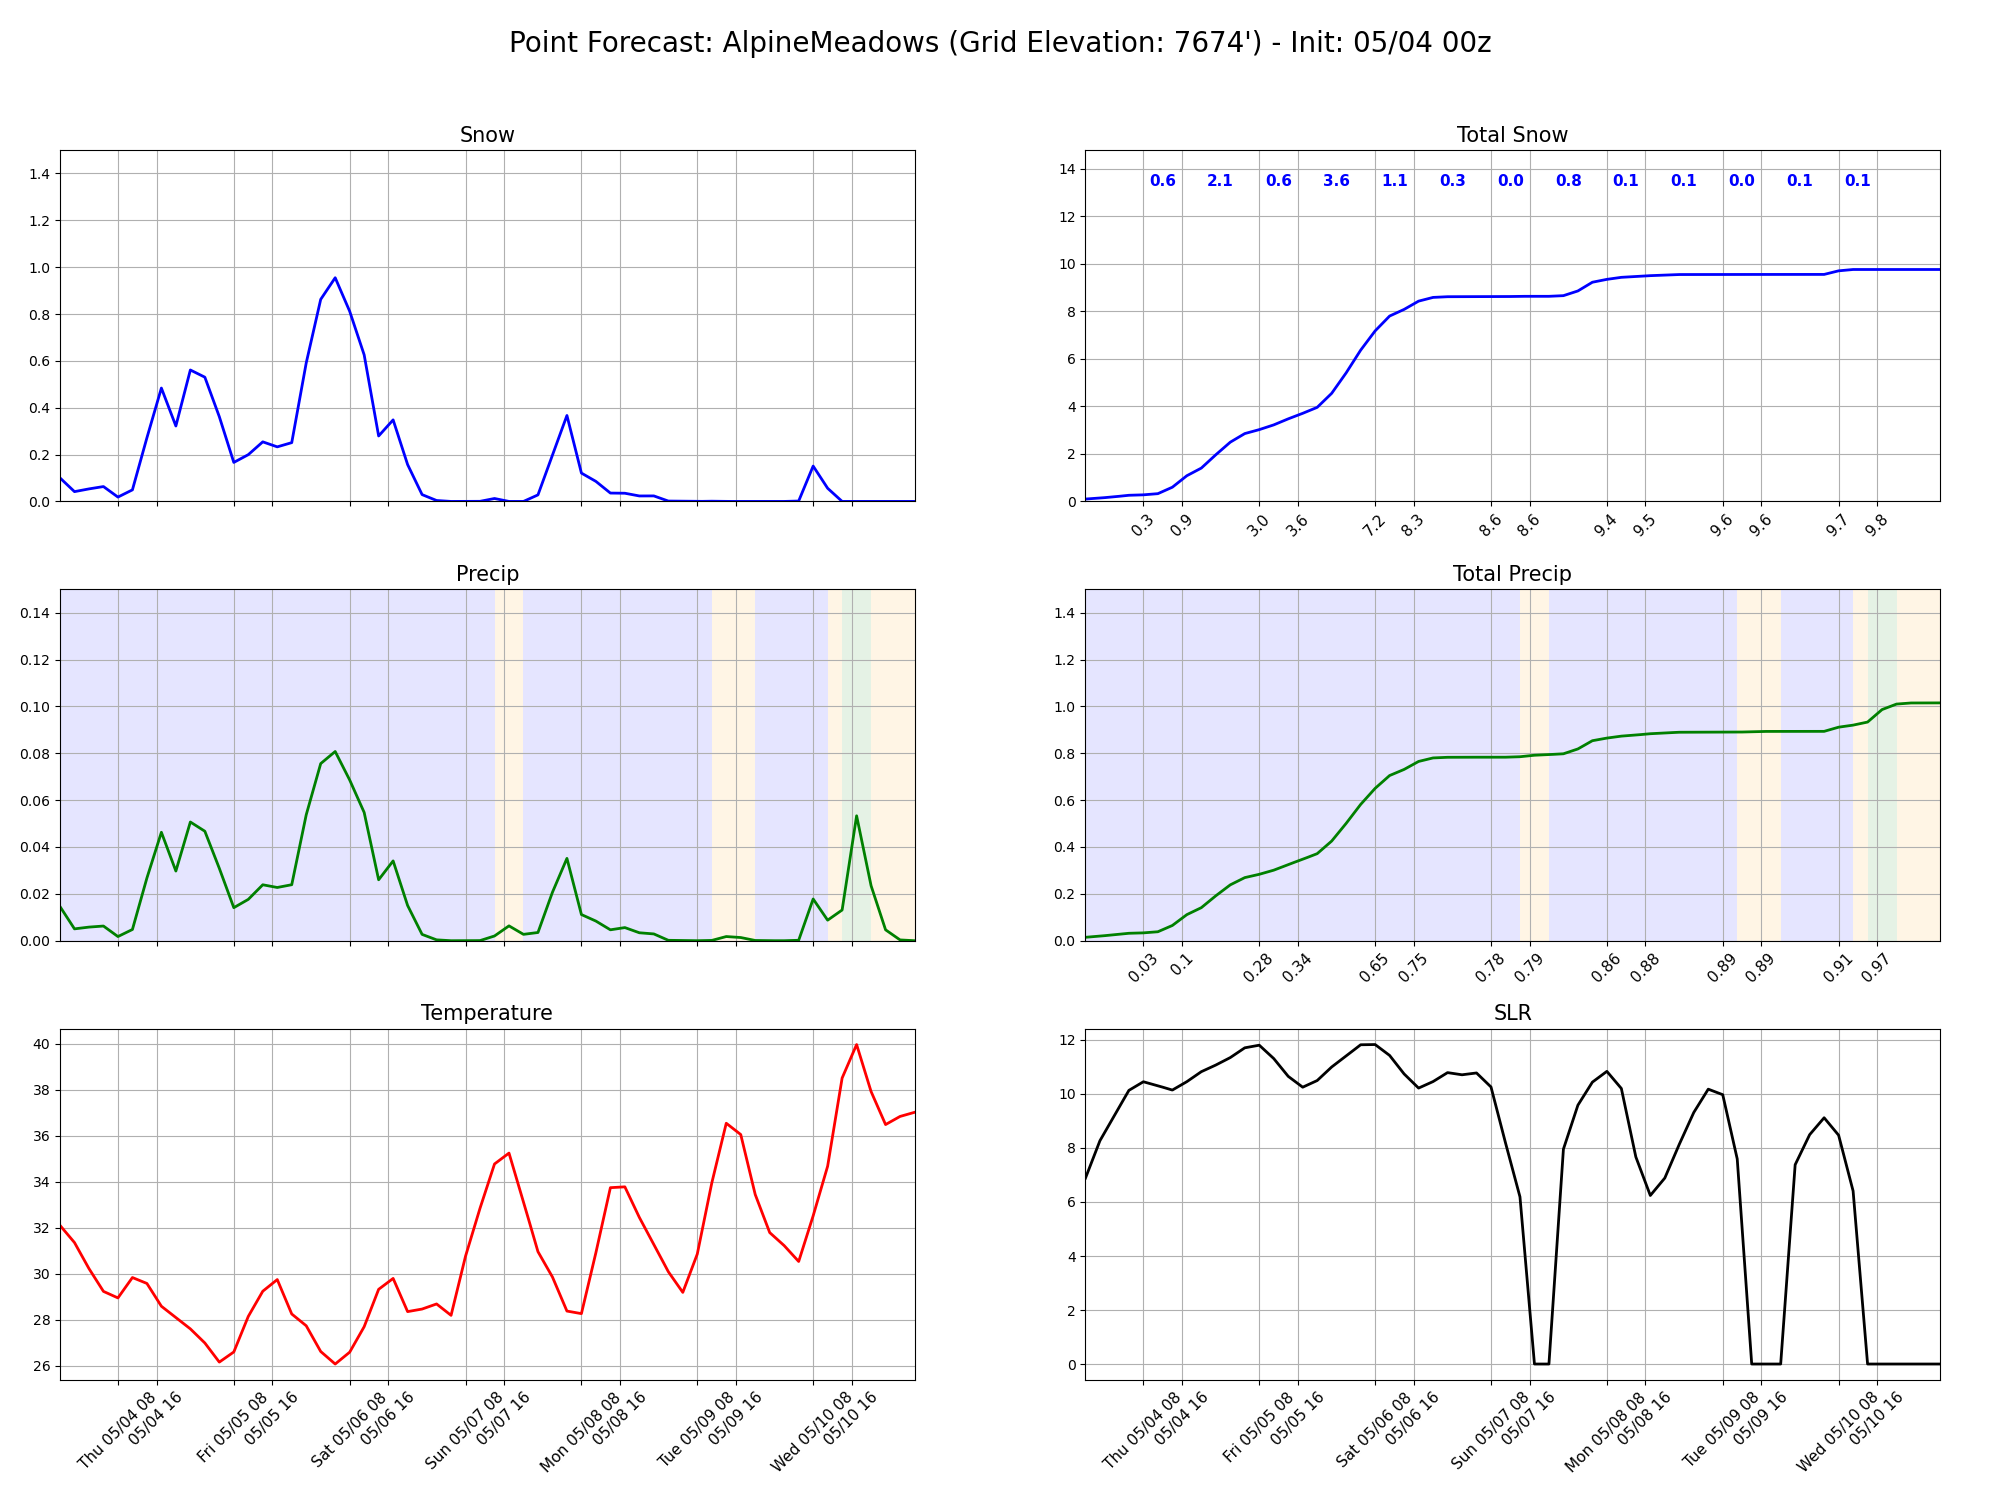 Point Forecast: AlpineMeadows (Grid Elevation: 7674') - Init: 05/04 00z
Snow
1.4
1.2
1.0
0.8
0.6
0.4
0.2
0.0
Total Snow
14
12
10
8
6
4
2
0
0.6 2.1 0.6 3.6 1.1 0.3 0.0 0.8 0.1 0.1 0.0 0.1 0.1
0.3 0.9 3.0 3.6 7.2 8.3 8.6 8.6 9.4 9.5 9.6 9.6 9.7 9.8
Precip
0.14
0.12
0.10
0.08
0.06
0.04
0.02
0.00
Total Precip
1.4
1.2
1.0
0.8
0.6
0.4
0.2
0.0
0.03 0.1 0.28 0.34 0.65 0.75 0.78 0.79 0.86 0.88 0.89 0.89 0.91 0.97
Temperature
40
38
36
34
32
30
28
26
Thu 05/04 08
05/04 16
Fri 05/05 08
05/05 16
Sat 05/06 08
05/06 16
Sun 05/07 08
05/07 16
Mon 05/08 08
05/08 16
Tue 05/09 08
05/09 16
Wed 05/10 08
05/10 16
SLR
12
10
8
6
4
2
0
Thu 05/04 08
05/04 16
Fri 05/05 08
05/05 16
Sat 05/06 08
05/06 16
Sun 05/07 08
05/07 16
Mon 05/08 08
05/08 16
Tue 05/09 08
05/09 16
Wed 05/10 08
05/10 16